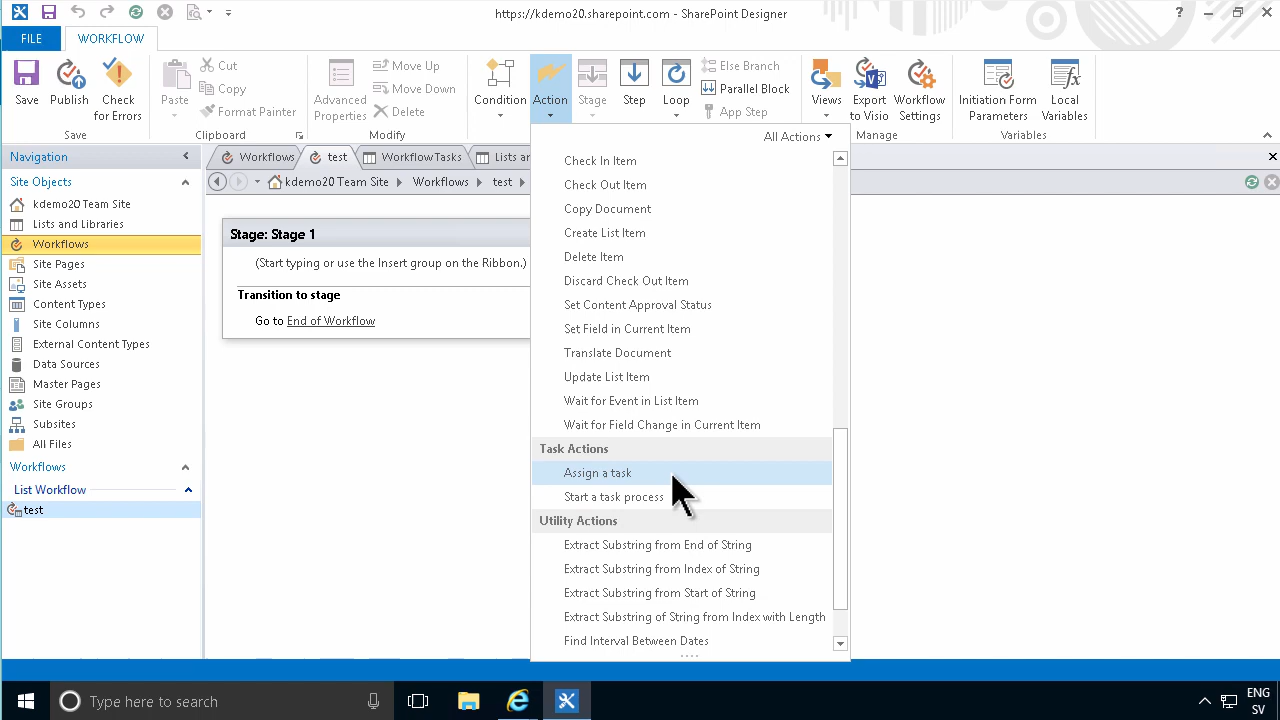 https://kdemo20.sharepoint.com - SharePoint Designer
?
FILE
WORKFLOW
Save
Publish
Check for Errors
Save
Paste
Cut
Copy
Format Painter
Clipboard
Advanced Properties
Move Up
Move Down
Delete
Modify
Condition
Action
Stage
Step
Loop
Else Branch
Parallel Block
App Step
Views
Export to Visio
Workflow Settings
Manage
Initiation Form Parameters
Local Variables
Variables
Navigation
Site Objects
kdemo20 Team Site
Lists and Libraries
Workflows
Site Pages
Site Assets
Content Types
Site Columns
External Content Types
Data Sources
Master Pages
Site Groups
Subsites
All Files
Workflows
List Workflow
test
Workflows
test
WorkflowTasks
Lists ar
kdemo20 Team Site
Workflows
test
Stage: Stage 1
(Start typing or use the Insert group on the Ribbon.)
Transition to stage
Go to End of Workflow
All Actions
Check In Item
Check Out Item
Copy Document
Create List Item
Delete Item
Discard Check Out Item
Set Content Approval Status
Set Field in Current Item
Translate Document
Update List Item
Wait for Event in List Item
Wait for Field Change in Current Item
Task Actions
Assign a task
Start a task process
Utility Actions
Extract Substring from End of String
Extract Substring from Index of String
Extract Substring from Start of String
Extract Substring of String from Index with Length
Find Interval Between Dates
Type here to search
ENG
SV